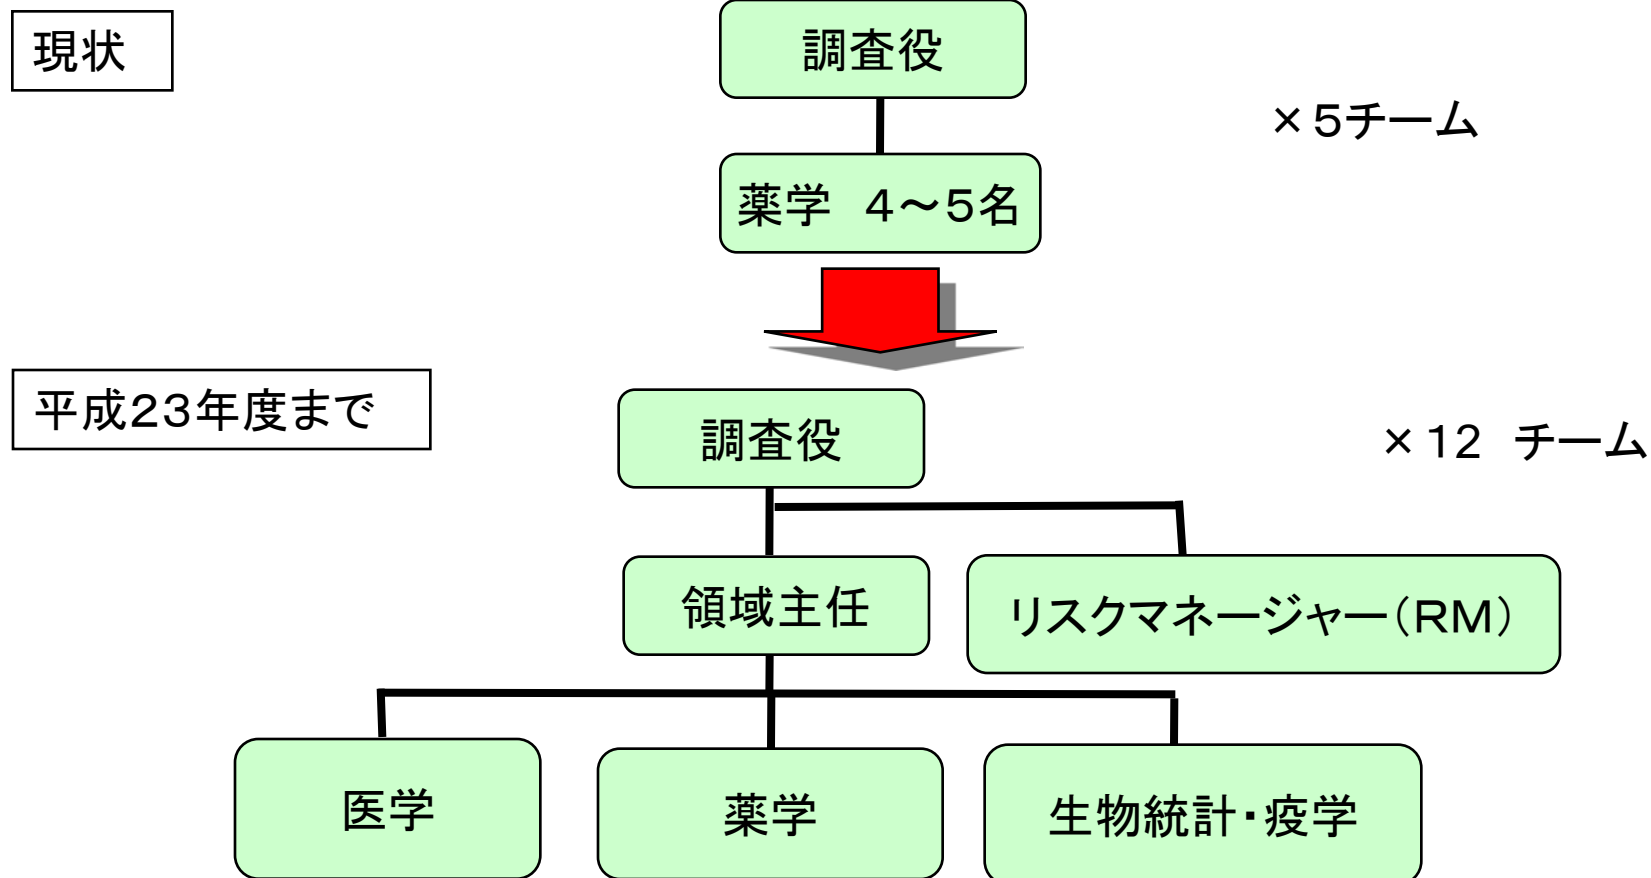 現状
調査役
×5チーム
薬学　4～5名
平成23年度まで
調査役
×12　チーム
領域主任
リスクマネージャー（RM）
医学
薬学
生物統計・疫学